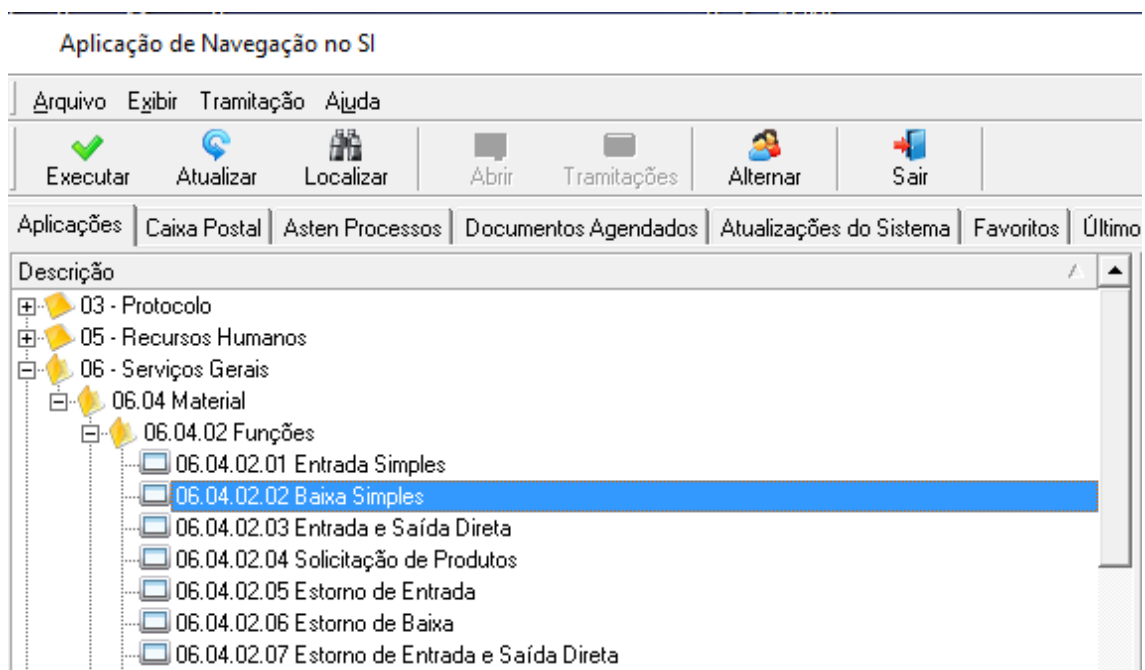 Aplicação de Navegação no SI
Arquivo Exibir Tramitação Ajuda
Executar Atualizar Localizar Abrir Tramitações Alternar Sair
Aplicações Caixa Postal Asten Processos Documentos Agendados Atualizações do Sistema Favoritos Último
Descrição
03 - Protocolo
05 - Recursos Humanos
06 - Serviços Gerais
06.04 Material
06.04.02 Funções
06.04.02.01 Entrada Simples
06.04.02.02 Baixa Simples
06.04.02.03 Entrada e Saída Direta
06.04.02.04 Solicitação de Produtos
06.04.02.05 Estorno de Entrada
06.04.02.06 Estorno de Baixa
06.04.02.07 Estorno de Entrada e Saída Direta